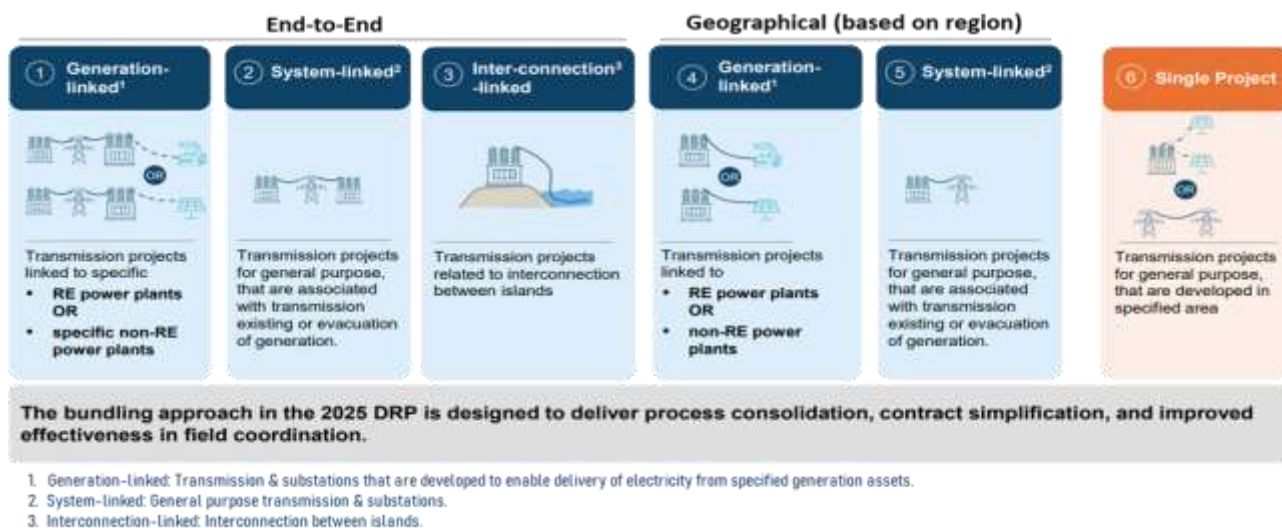 End-to-End
Geographical (based on region)
1 Generation-
linked¹
2 System-linked²
3 Inter-connection³
-linked
4 Generation-
linked¹
5 System-linked²
6 Single Project
OR
OR
OR
Transmission projects
linked to specific
• RE power plants
OR
• specific non-RE
power plants
Transmission projects
for general purpose,
that are associated
with transmission
existing or evacuation
of generation.
Transmission projects
related to interconnection
between islands
Transmission projects
linked to
• RE power plants
OR
• non-RE power
plants
Transmission projects
for general purpose,
that are associated
with transmission
existing or evacuation
of generation.
Transmission projects
for general purpose,
that are developed in
specified area
The bundling approach in the 2025 DRP is designed to deliver process consolidation, contract simplification, and improved
effectiveness in field coordination.
1. Generation-linked: Transmission & substations that are developed to enable delivery of electricity from specified generation assets.
2. System-linked: General purpose transmission & substations.
3. Interconnection-linked: Interconnection between islands.